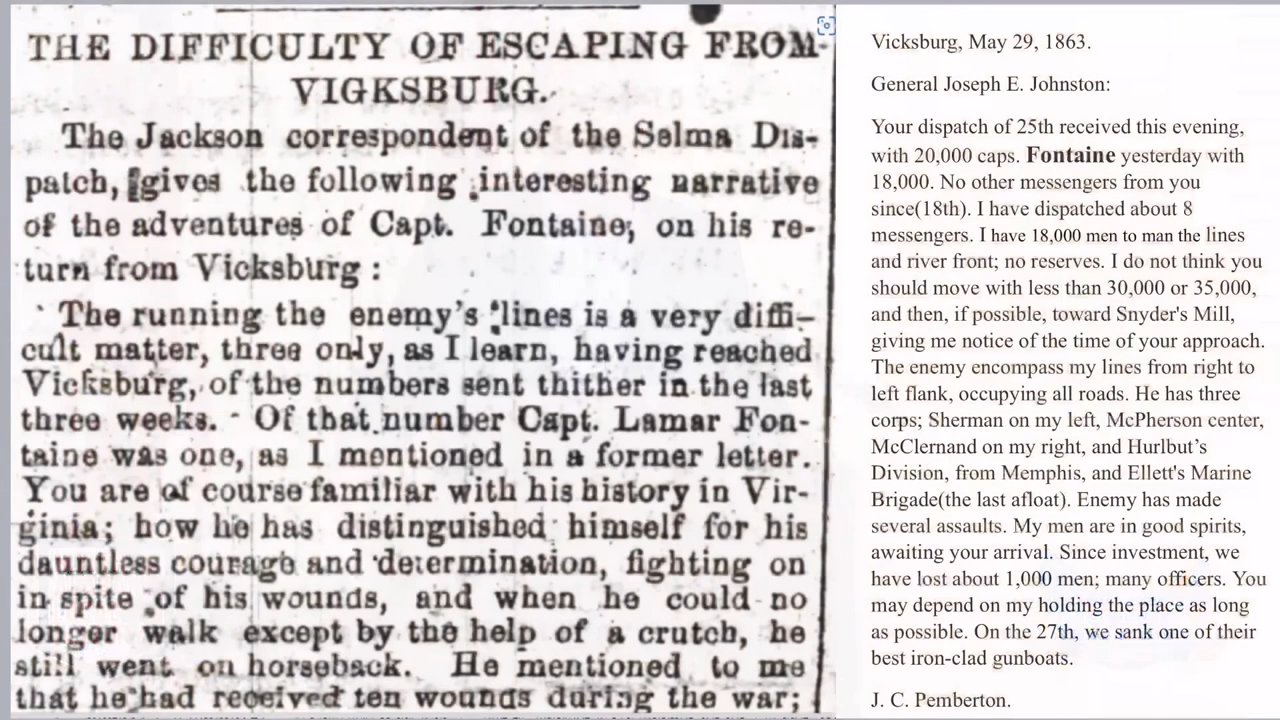 THE DIFFICULTY OF ESCAPING FROM
VIGKSBURG.
The Jackson correspondent of the Selma Dis-
patch, gives the following interesting narrative
of the adventures of Capt. Fontaine, on his re-
turn from Vicksburg :
The running the enemy's lines is a very diffi-
cult matter, three only, as I learn, having reached
Vicksburg, of the numbers sent thither in the last
three weeks. - Of that number Capt. Lamar Fon-
taine was one, as I mentioned in a former letter.
You are of course familiar with his history in Vir-
ginia; how he has distinguished himself for his
dauntless courage and determination, fighting on
in spite of his wounds, and when he could no
longer walk except by the help of a crutch, he
still went on horseback. He mentioned to me
that he had received ten wounds during the war;
Vicksburg, May 29, 1863.
General Joseph E. Johnston:
Your dispatch of 25th received this evening,
with 20,000 caps. Fontaine yesterday with
18,000. No other messengers from you
since(18th). I have dispatched about 8
messengers. I have 18,000 men to man the lines
and river front; no reserves. I do not think you
should move with less than 30,000 or 35,000,
and then, if possible, toward Snyder's Mill,
giving me notice of the time of your approach.
The enemy encompass my lines from right to
left flank, occupying all roads. He has three
corps; Sherman on my left, McPherson center,
McClernand on my right, and Hurlbut’s
Division, from Memphis, and Ellett's Marine
Brigade(the last afloat). Enemy has made
several assaults. My men are in good spirits,
awaiting your arrival. Since investment, we
have lost about 1,000 men; many officers. You
may depend on my holding the place as long
as possible. On the 27th, we sank one of their
best iron-clad gunboats.
J. C. Pemberton.